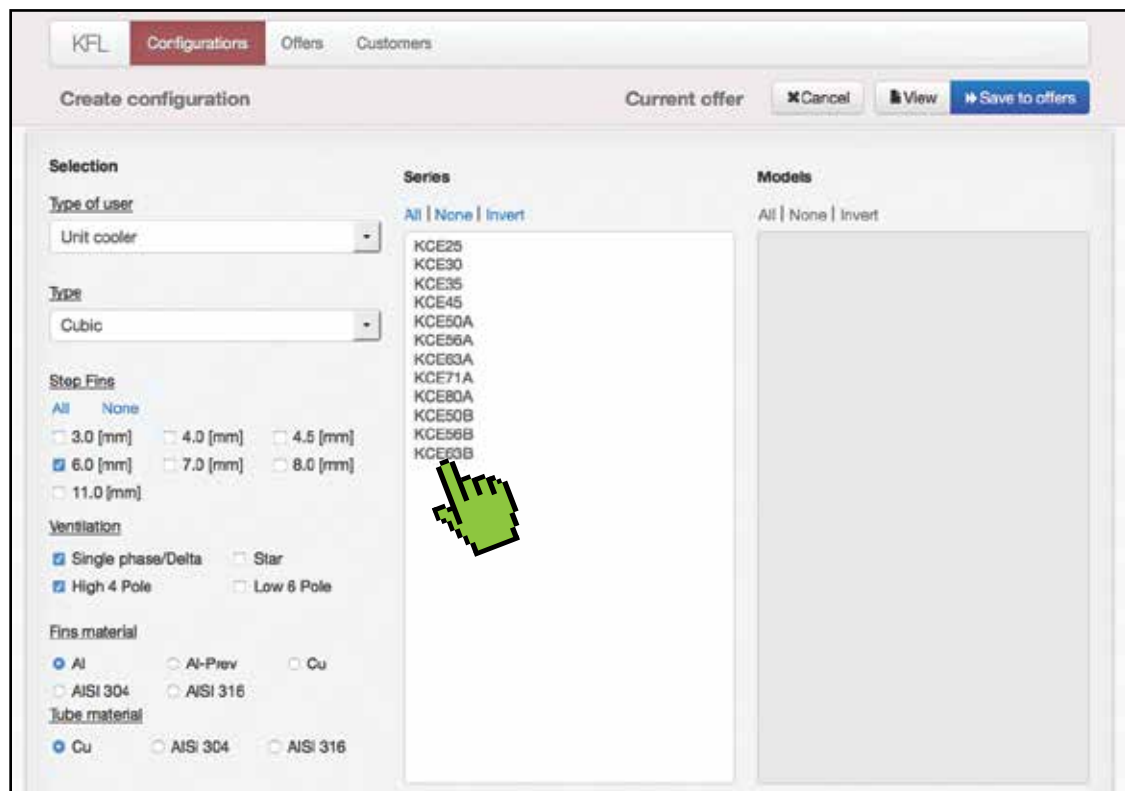 KFL Configurations Offers Customers
Create configuration Current offer Cancel View Save to offers
Selection
Type of user
Unit cooler
Type
Cubic
Step Fins
All None
3.0 [mm] 4.0 [mm] 4.5 [mm]
6.0 [mm] 7.0 [mm] 8.0 [mm]
11.0 [mm]
Ventilation
Single phase/Delta Star
High 4 Pole Low 6 Pole
Fins material
Al Al-Prev Cu
AISI 304 AISI 316
Tube material
Cu AISI 304 AISI 316
Series
All | None | Invert
KCE25
KCE30
KCE35
KCE45
KCE50A
KCE56A
KCE63A
KCE71A
KCE80A
KCE50B
KCE56B
KCE63B
Models
All | None | Invert